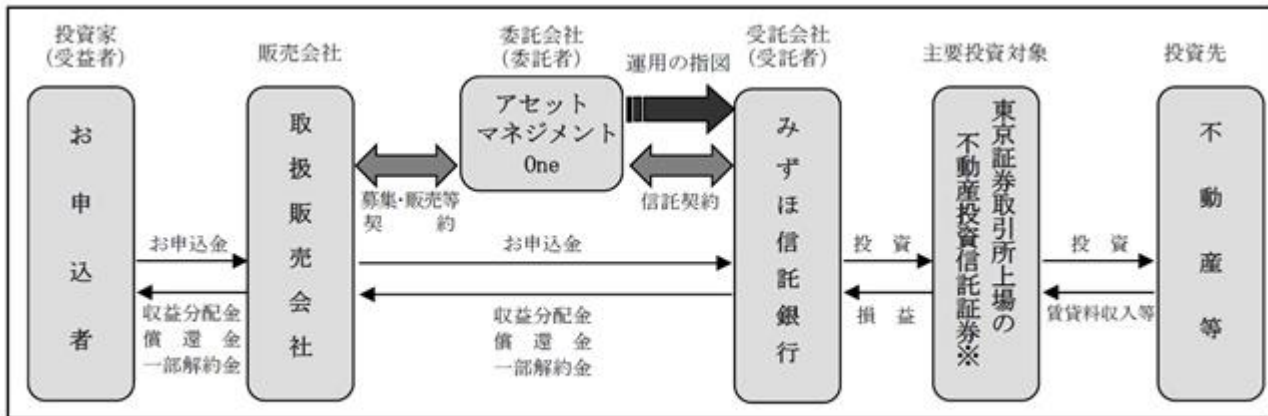 投資家
(受益者)
販売会社
委託会社
(委託者)
運用の指図
受託会社
(受託者)
主要投資対象
投資先
お申込者
取扱販売会社
アセット
マネジメント
One
みずほ信託銀行
東京証券取引所上場の
不動産投資信託証券※
不動産等
募集・販売等
契　約
信託契約
お申込金
収益分配金
償還金
一部解約金
お申込金
収益分配金
償還金
一部解約金
投　資
損　益
投　資
賃貸料収入等